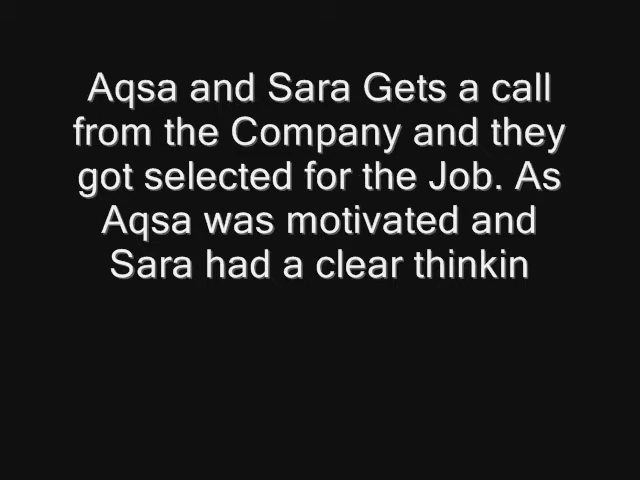 Aqsa and Sara Gets a call
from the Company and they
got selected for the Job. As
Aqsa was motivated and
Sara had a clear thinkin